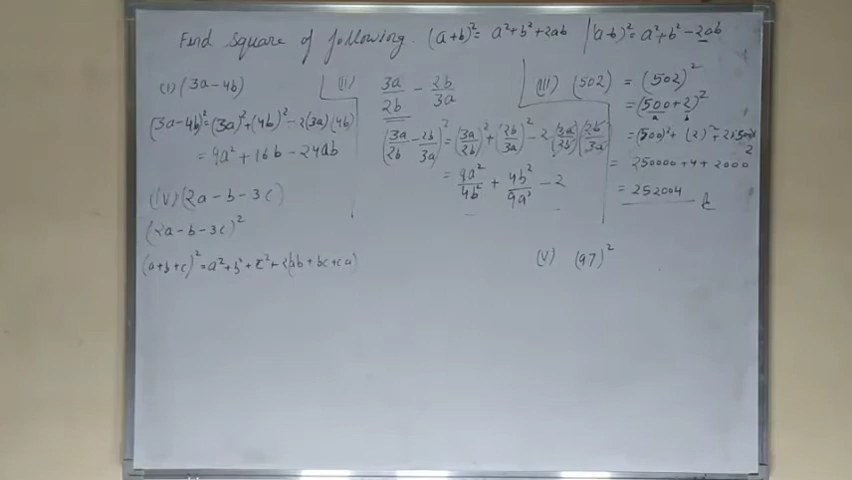 Find Square of following. (a+b)² = a²+b²+2ab | (a-b)² = a²+b²-2ab
(I) (3a-4b)
(3a-4b)² = (3a)²+(4b)²-2(3a)(4b)
= 9a²+16b-24ab
(II) 3a/2b - 2b/3a
(3a/2b - 2b/3a)² = (3a/2b)² + (2b/3a)² - 2(3a/2b)(2b/3a)
= 9a²/4b² + 4b²/9a² - 2
(III) (502) = (502)²
= (500+2)²
a b
= (500)²+(2)²+2×500×2
= 250000+4+2000
= 252004
(IV) (2a-b-3c)
(2a-b-3c)²
(a+b+c)² = a²+b²+c²+2(ab+bc+ca)
(V) (97)²